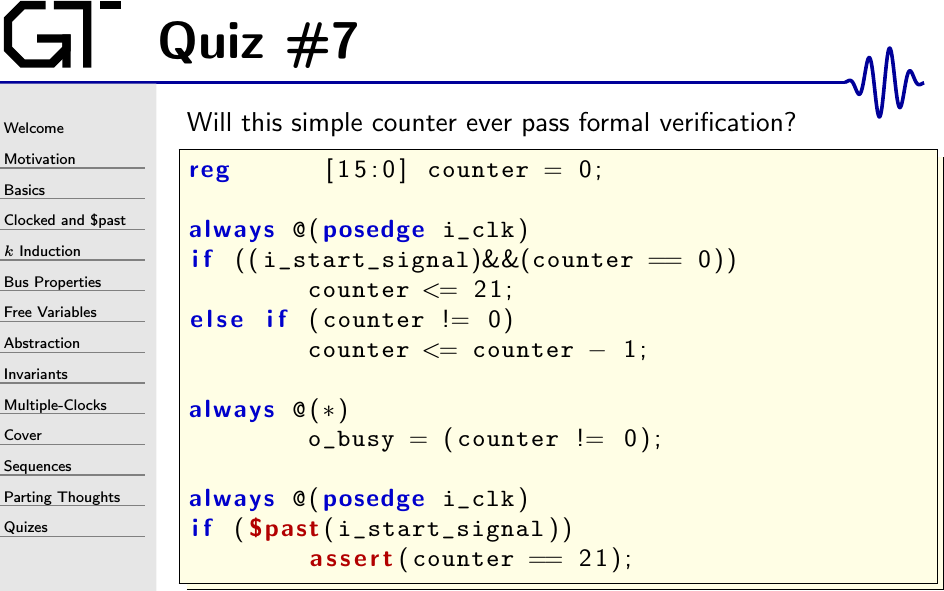 GT
Quiz #7
Welcome
Motivation
Basics
Clocked and $past
k Induction
Bus Properties
Free Variables
Abstraction
Invariants
Multiple-Clocks
Cover
Sequences
Parting Thoughts
Quizes
Will this simple counter ever pass formal verification?
reg [15:0] counter = 0;
always @(posedge i_clk)
if ((i_start_signal)&&(counter == 0))
counter <= 21;
else if (counter != 0)
counter <= counter - 1;
always @(*)
o_busy = (counter != 0);
always @(posedge i_clk)
if ($past(i_start_signal))
assert(counter == 21);